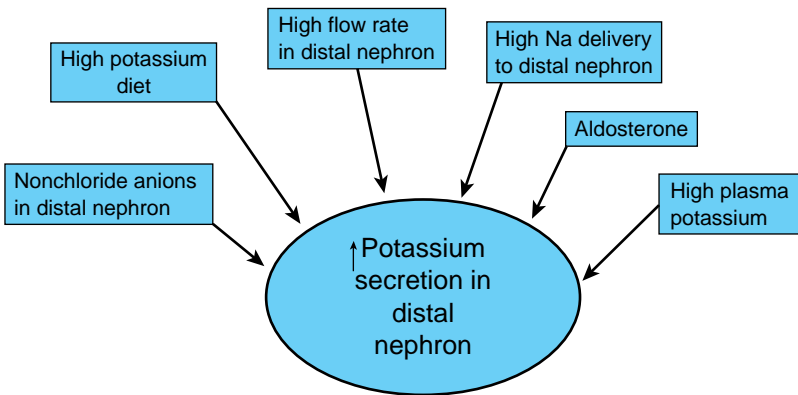 High potassium
diet
High flow rate
in distal nephron
High Na delivery
to distal nephron
Aldosterone
Nonchloride anions
in distal nephron
High plasma
potassium
↑Potassium
secretion in
distal
nephron